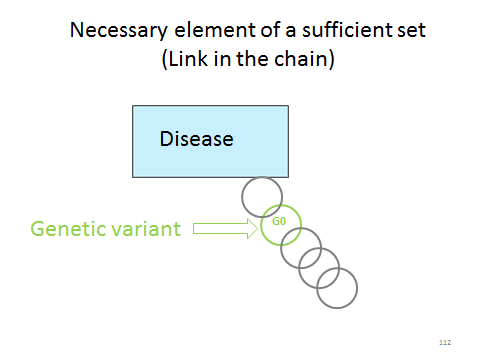 Necessary element of a sufficient set
(Link in the chain)
Disease
G0
Genetic variant
112